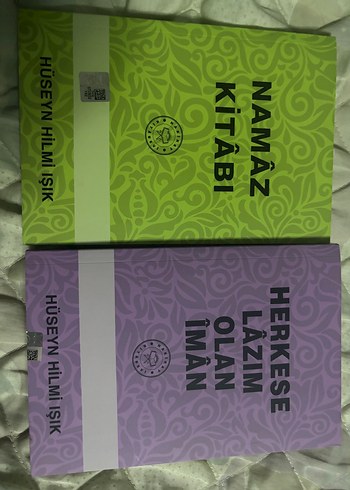 NAMÂZ
KİTÂBI
HÜSEYN HİLMİ IŞIK
HERKESE
LÂZIM
OLAN
ÎMÂN
HÜSEYN HİLMİ IŞIK